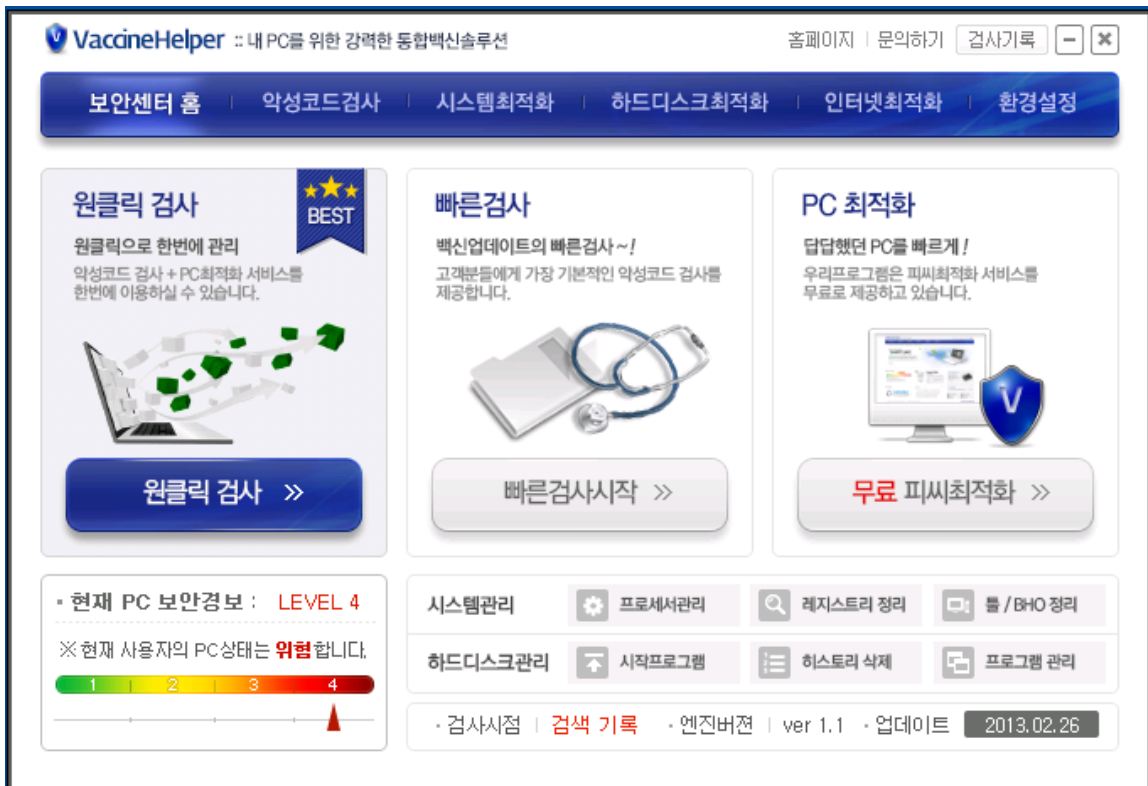 VaccineHelper :: 내 PC를 위한 강력한 통합백신솔루션
홈페이지 문의하기 검사기록
보안센터 홈 악성코드검사 시스템최적화 하드디스크최적화 인터넷최적화 환경설정
원클릭 검사
BEST
원클릭으로 한번에 관리
악성코드 검사 + PC최적화 서비스를
한번에 이용하실 수 있습니다.
원클릭 검사 »
빠른검사
백신업데이트의 빠른검사~!
고객분들에게 가장 기본적인 악성코드 검사를
제공합니다.
빠른검사시작 »
PC 최적화
답답했던 PC를 빠르게!
우리프로그램은 피씨최적화 서비스를
무료로 제공하고 있습니다.
V
무료 피씨최적화 »
· 현재 PC 보안경보 : LEVEL 4
※ 현재 사용자의 PC상태는 위험합니다.
1 2 3 4
시스템관리 프로세서관리 레지스트리 정리 툴 / BHO 정리
하드디스크관리 시작프로그램 히스토리 삭제 프로그램 관리
· 검사시점 검색 기록 · 엔진버젼 ver 1.1 · 업데이트 2013.02.26